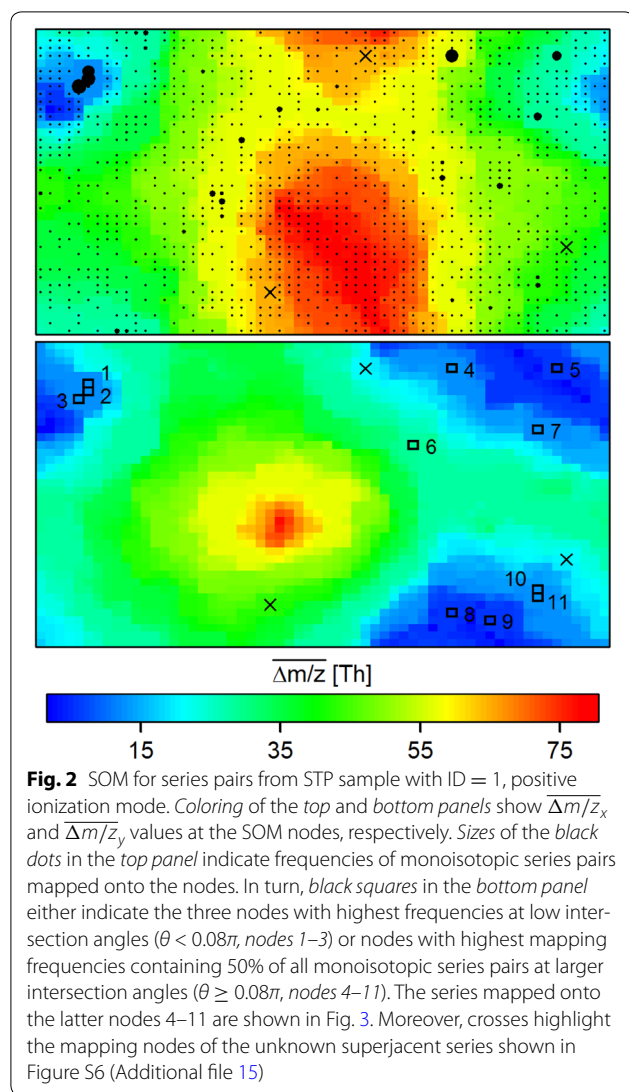 1
2
3
4
5
6
7
8
9
10
11
Δm/z [Th]
15 35 55 75
Fig. 2 SOM for series pairs from STP sample with ID = 1, positive
ionization mode. Coloring of the top and bottom panels show Δm/z̅x
and Δm/z̅y values at the SOM nodes, respectively. Sizes of the black
dots in the top panel indicate frequencies of monoisotopic series pairs
mapped onto the nodes. In turn, black squares in the bottom panel
either indicate the three nodes with highest frequencies at low inter-
section angles (θ < 0.08π, nodes 1–3) or nodes with highest mapping
frequencies containing 50% of all monoisotopic series pairs at larger
intersection angles (θ ≥ 0.08π, nodes 4–11). The series mapped onto
the latter nodes 4–11 are shown in Fig. 3. Moreover, crosses highlight
the mapping nodes of the unknown superjacent series shown in
Figure S6 (Additional file 15)